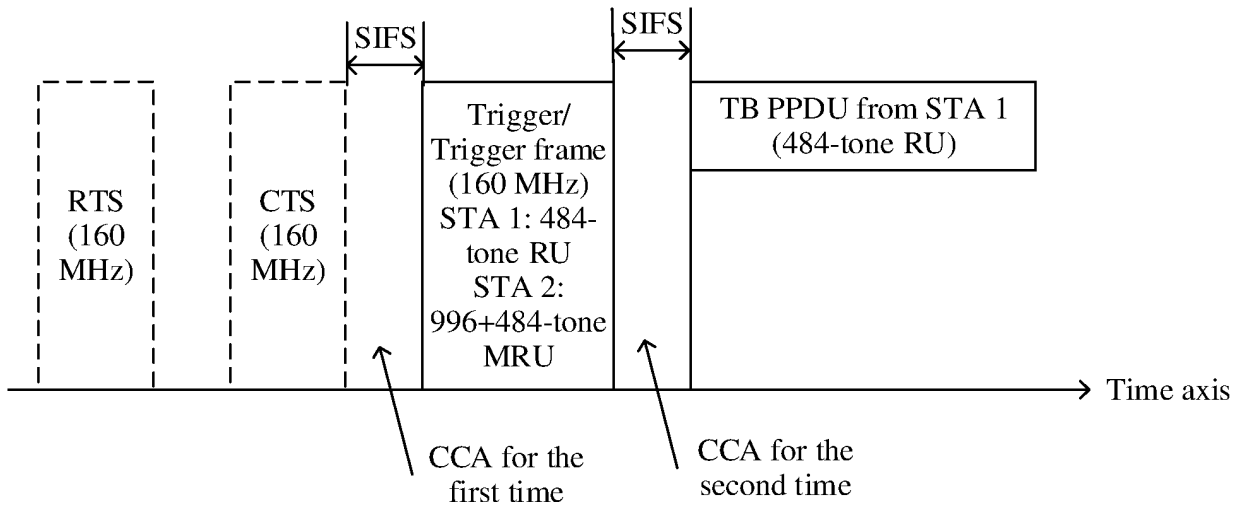 SIFS
SIFS
RTS
(160
MHz)
CTS
(160
MHz)
Trigger/
Trigger frame
(160 MHz)
STA 1: 484-
tone RU
STA 2:
996+484-tone
MRU
TB PPDU from STA 1
(484-tone RU)
Time axis
CCA for the
first time
CCA for the
second time